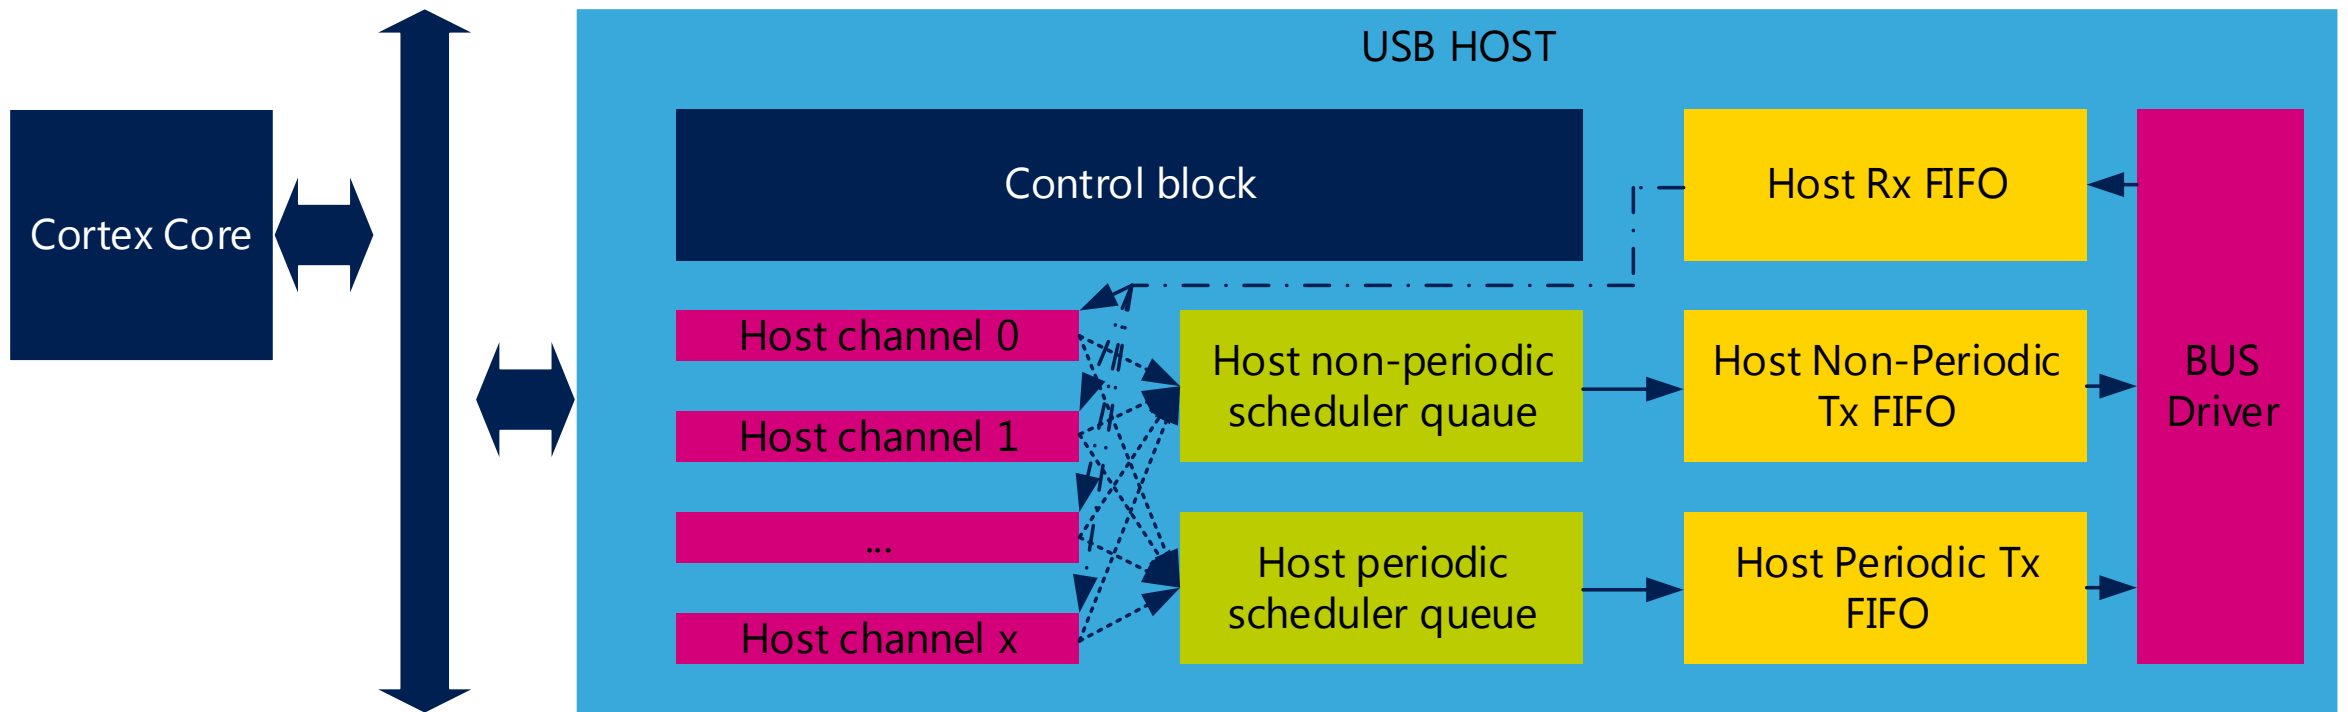 USB HOST
Cortex Core
Control block
Host Rx FIFO
Host channel 0
Host channel 1
...
Host channel x
Host non-periodic
scheduler quaue
Host periodic
scheduler queue
Host Non-Periodic
Tx FIFO
Host Periodic Tx
FIFO
BUS
Driver